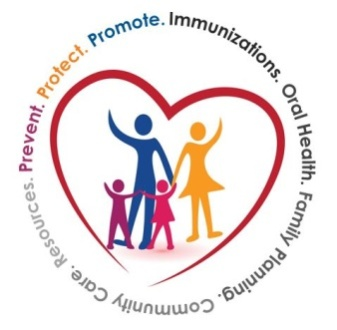 Prevent. Protect. Promote. Immunizations. Oral Health. Family Planning. Community Care. Resources.